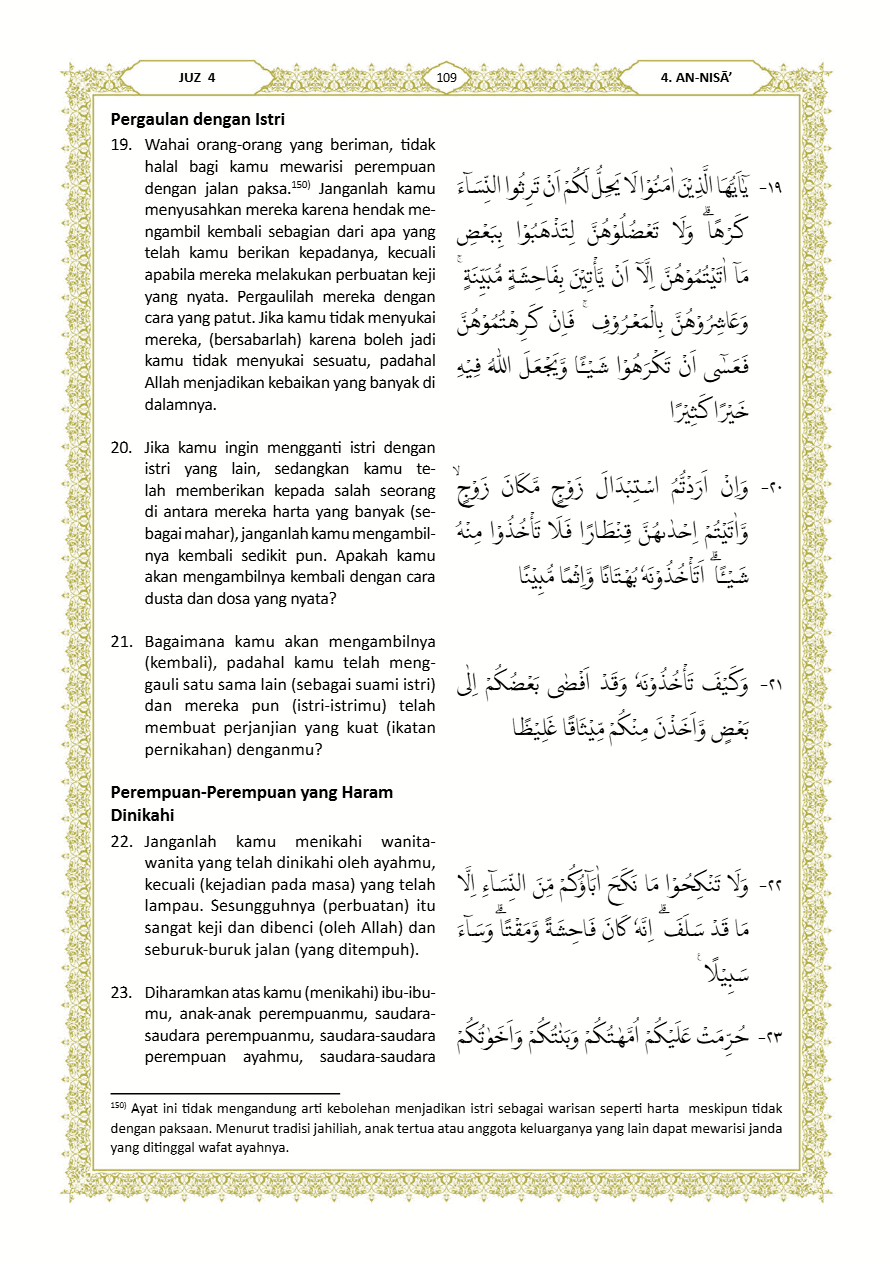 JUZ 4
109
4. AN-NISĀ’
Pergaulan dengan Istri
19. Wahai orang-orang yang beriman, tidak
halal bagi kamu mewarisi perempuan
dengan jalan paksa.150) Janganlah kamu
menyusahkan mereka karena hendak me-
ngambil kembali sebagian dari apa yang
telah kamu berikan kepadanya, kecuali
apabila mereka melakukan perbuatan keji
yang nyata. Pergaulilah mereka dengan
cara yang patut. Jika kamu tidak menyukai
mereka, (bersabarlah) karena boleh jadi
kamu tidak menyukai sesuatu, padahal
Allah menjadikan kebaikan yang banyak di
dalamnya.
١٩- يٰٓاَيُّهَا الَّذِيْنَ اٰمَنُوْا لَا يَحِلُّ لَكُمْ اَنْ تَرِثُوا النِّسَاۤءَ
كَرْهًاۗ وَلَا تَعْضُلُوْهُنَّ لِتَذْهَبُوْا بِبَعْضِ
مَآ اٰتَيْتُمُوْهُنَّ اِلَّآ اَنْ يَّأْتِيْنَ بِفَاحِشَةٍ مُّبَيِّنَةٍۚ
وَعَاشِرُوْهُنَّ بِالْمَعْرُوْفِۚ فَاِنْ كَرِهْتُمُوْهُنَّ
فَعَسٰٓى اَنْ تَكْرَهُوْا شَيْـًٔا وَّيَجْعَلَ اللّٰهُ فِيْهِ
خَيْرًا كَثِيْرًا
20. Jika kamu ingin mengganti istri dengan
istri yang lain, sedangkan kamu te-
lah memberikan kepada salah seorang
di antara mereka harta yang banyak (se-
bagai mahar), janganlah kamu mengambil-
nya kembali sedikit pun. Apakah kamu
akan mengambilnya kembali dengan cara
dusta dan dosa yang nyata?
٢٠- وَاِنْ اَرَدْتُّمُ اسْتِبْدَالَ زَوْجٍ مَّكَانَ زَوْجٍۙ
وَّاٰتَيْتُمْ اِحْدٰىهُنَّ قِنْطَارًا فَلَا تَأْخُذُوْا مِنْهُ
شَيْـًٔاۗ اَتَأْخُذُوْنَهٗ بُهْتَانًا وَّاِثْمًا مُّبِيْنًا
21. Bagaimana kamu akan mengambilnya
(kembali), padahal kamu telah meng-
gauli satu sama lain (sebagai suami istri)
dan mereka pun (istri-istrimu) telah
membuat perjanjian yang kuat (ikatan
pernikahan) denganmu?
٢١- وَكَيْفَ تَأْخُذُوْنَهٗ وَقَدْ اَفْضٰى بَعْضُكُمْ اِلٰى
بَعْضٍ وَّاَخَذْنَ مِنْكُمْ مِّيْثَاقًا غَلِيْظًا
Perempuan-Perempuan yang Haram
Dinikahi
22. Janganlah kamu menikahi wanita-
wanita yang telah dinikahi oleh ayahmu,
kecuali (kejadian pada masa) yang telah
lampau. Sesungguhnya (perbuatan) itu
sangat keji dan dibenci (oleh Allah) dan
seburuk-buruk jalan (yang ditempuh).
٢٢- وَلَا تَنْكِحُوْا مَا نَكَحَ اٰبَاۤؤُكُمْ مِّنَ النِّسَاۤءِ اِلَّا
مَا قَدْ سَلَفَۗ اِنَّهٗ كَانَ فَاحِشَةً وَّمَقْتًاۗ وَسَاۤءَ
سَبِيْلًاۚ
23. Diharamkan atas kamu (menikahi) ibu-ibu-
mu, anak-anak perempuanmu, saudara-
saudara perempuanmu, saudara-saudara
perempuan ayahmu, saudara-saudara
٢٣- حُرِّمَتْ عَلَيْكُمْ اُمَّهٰتُكُمْ وَبَنٰتُكُمْ وَاَخَوٰتُكُمْ
150) Ayat ini tidak mengandung arti kebolehan menjadikan istri sebagai warisan seperti harta meskipun tidak
dengan paksaan. Menurut tradisi jahiliah, anak tertua atau anggota keluarganya yang lain dapat mewarisi janda
yang ditinggal wafat ayahnya.